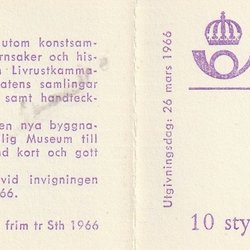 utom konstsam-
rnsaker och his-
n Livrustkamma-
atens samlingar
samt handteck-
en nya byggna-
lig Museum till
nd kort och gott
vid invigningen
66.
frim tr Sth 1966
Utgivningsdag: 26 mars 1966
10 sty